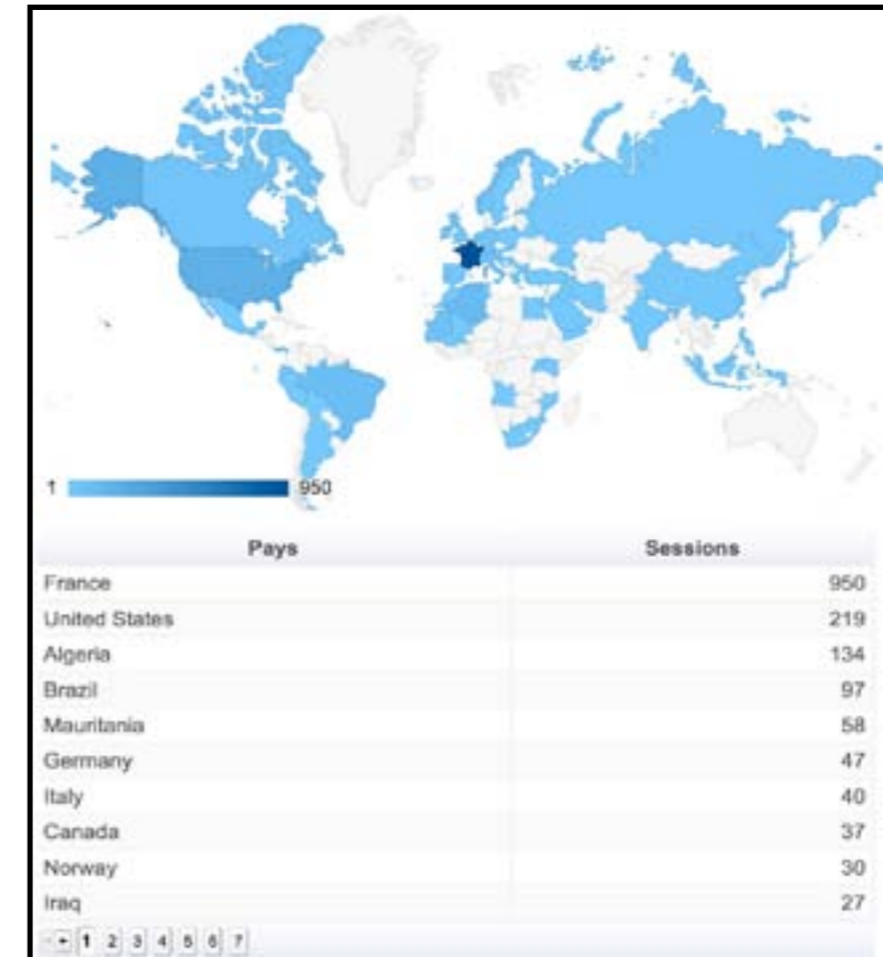 1 950
Pays Sessions
France 950
United States 219
Algeria 134
Brazil 97
Mauritania 58
Germany 47
Italy 40
Canada 37
Norway 30
Iraq 27
1 2 3 4 5 6 7